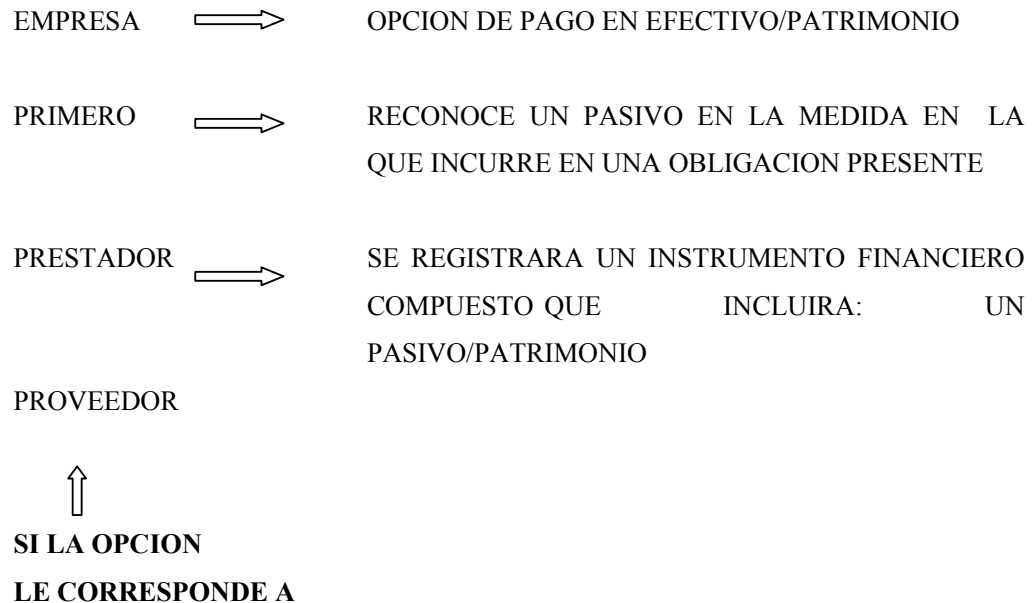 EMPRESA OPCION DE PAGO EN EFECTIVO/PATRIMONIO
PRIMERO RECONOCE UN PASIVO EN LA MEDIDA EN LA
QUE INCURRE EN UNA OBLIGACION PRESENTE
PRESTADOR SE REGISTRARA UN INSTRUMENTO FINANCIERO
COMPUESTO QUE INCLUIRA: UN
PASIVO/PATRIMONIO
PROVEEDOR
SI LA OPCION
LE CORRESPONDE A